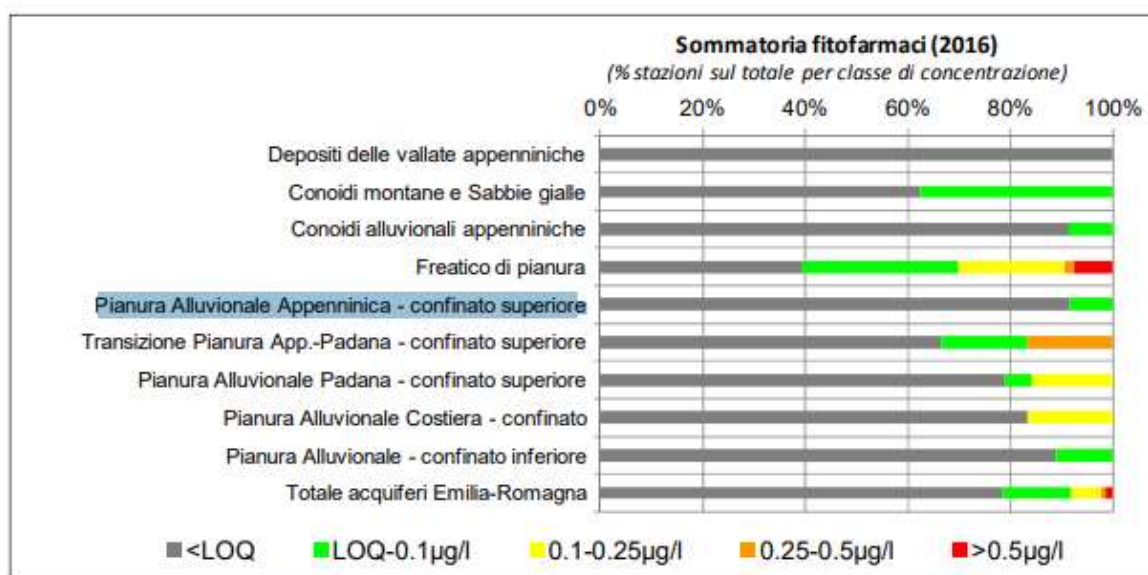 Sommatoria fitofarmaci (2016)
(% stazioni sul totale per classe di concentrazione)
0% 20% 40% 60% 80% 100%
Depositi delle vallate appenniniche
Conoidi montane e Sabbie gialle
Conoidi alluvionali appenniniche
Freatico di pianura
Pianura Alluvionale Appenninica - confinato superiore
Transizione Pianura App.-Padana - confinato superiore
Pianura Alluvionale Padana - confinato superiore
Pianura Alluvionale Costiera - confinato
Pianura Alluvionale - confinato inferiore
Totale acquiferi Emilia-Romagna
<LOQ LOQ-0.1µg/l 0.1-0.25µg/l 0.25-0.5µg/l >0.5µg/l